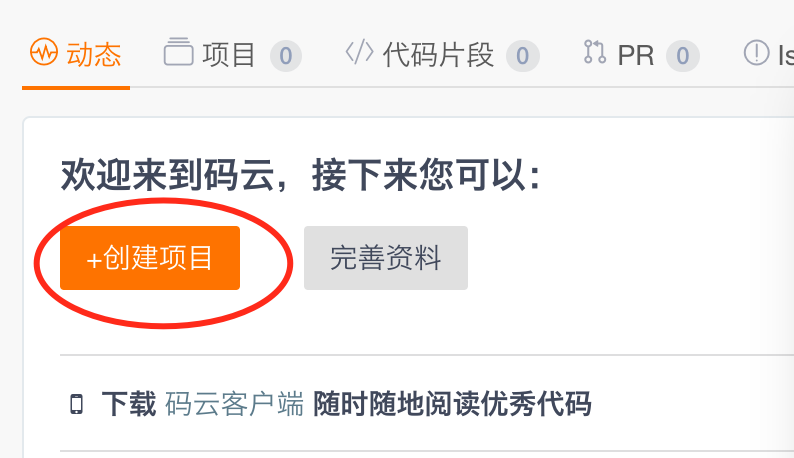 动态 项目 0 </> 代码片段 0 PR 0 Is
欢迎来到码云，接下来您可以：
+创建项目 完善资料
下载 码云客户端 随时随地阅读优秀代码